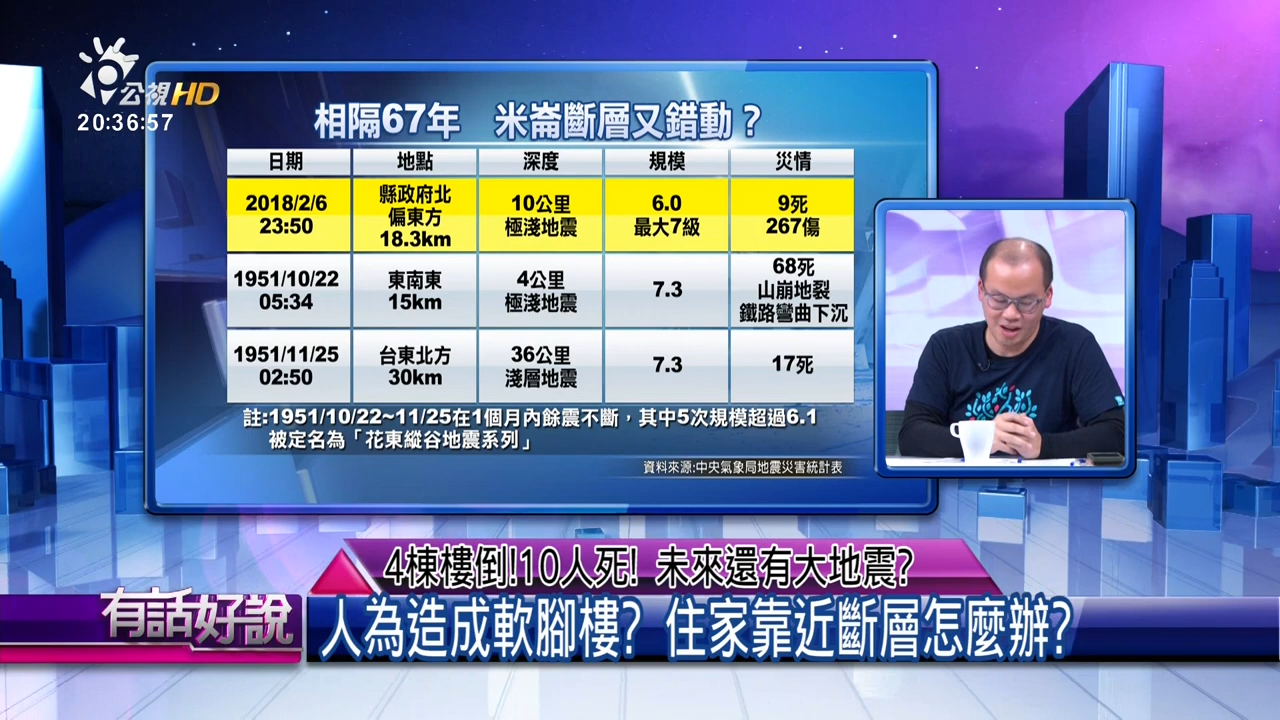 公視HD
20:36:57
相隔67年 米崙斷層又錯動？
日期 地點 深度 規模 災情
2018/2/6
23:50
縣政府北
偏東方
18.3km
10公里
極淺地震
6.0
最大7級
9死
267傷
1951/10/22
05:34
東南東
15km
4公里
極淺地震
7.3
68死
山崩地裂
鐵路彎曲下沉
1951/11/25
02:50
台東北方
30km
36公里
淺層地震
7.3
17死
註:1951/10/22~11/25在1個月內餘震不斷，其中5次規模超過6.1
被定名為「花東縱谷地震系列」
資料來源:中央氣象局地震災害統計表
4棟樓倒!10人死! 未來還有大地震?
有話好說
人為造成軟腳樓? 住家靠近斷層怎麼辦?